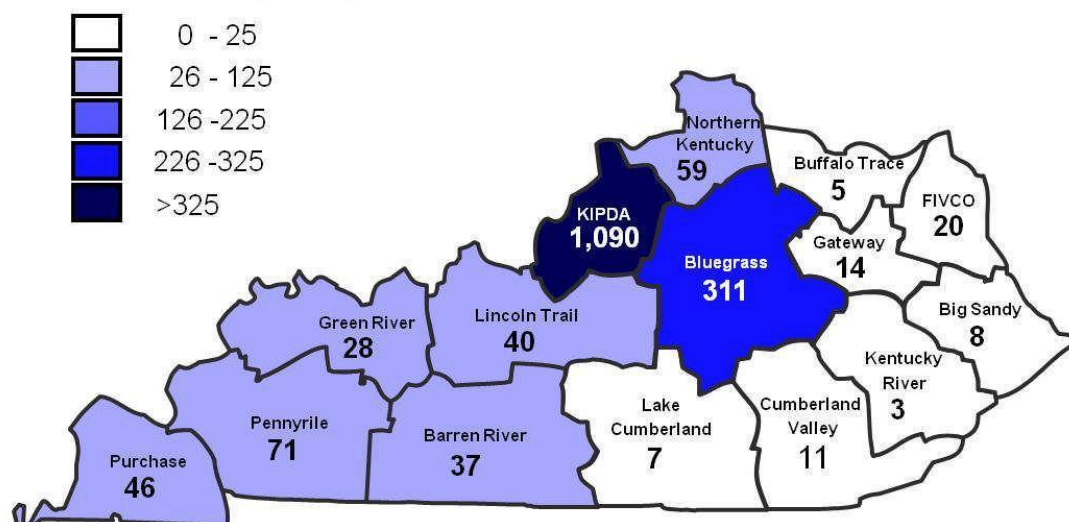 0 - 25
26 - 125
126 -225
226 -325
>325
Northern
Kentucky
59
Buffalo Trace
5
FIVCO
20
KIPDA
1,090
Gateway
14
Bluegrass
311
Big Sandy
8
Green River
28
Lincoln Trail
40
Kentucky
River
3
Pennyrile
71
Barren River
37
Lake
Cumberland
7
Cumberland
Valley
11
Purchase
46